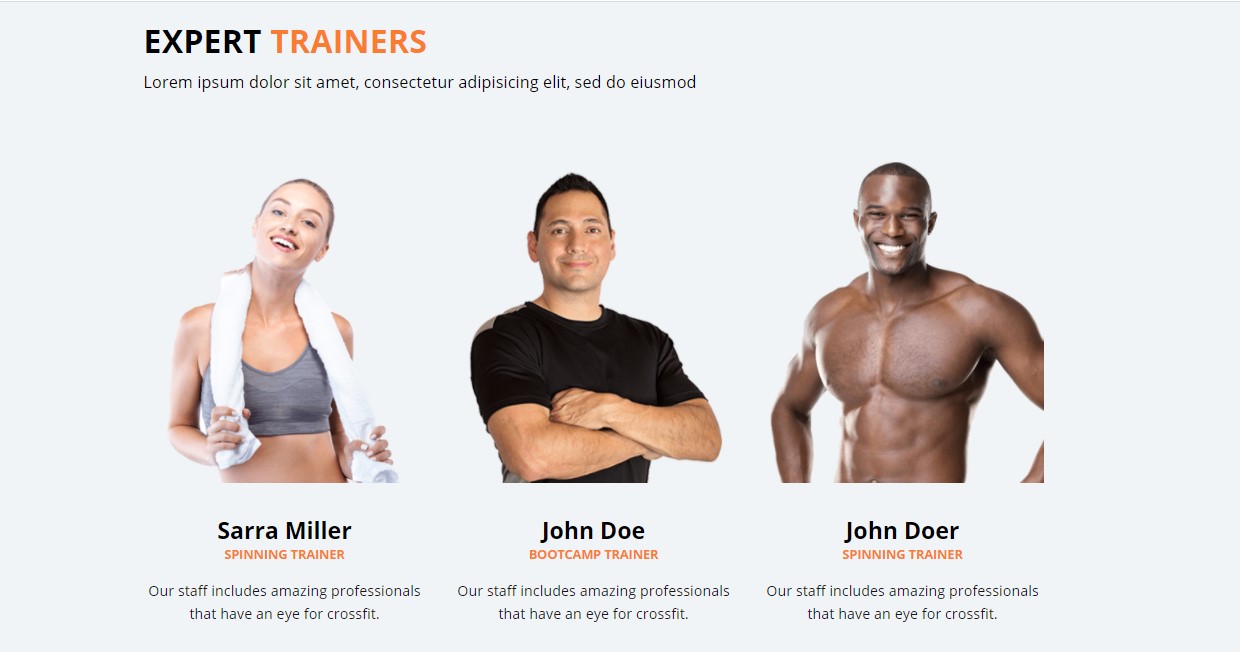 EXPERT TRAINERS
Lorem ipsum dolor sit amet, consectetur adipisicing elit, sed do eiusmod
Sarra Miller
SPINNING TRAINER
Our staff includes amazing professionals
that have an eye for crossfit.
John Doe
BOOTCAMP TRAINER
Our staff includes amazing professionals
that have an eye for crossfit.
John Doer
SPINNING TRAINER
Our staff includes amazing professionals
that have an eye for crossfit.